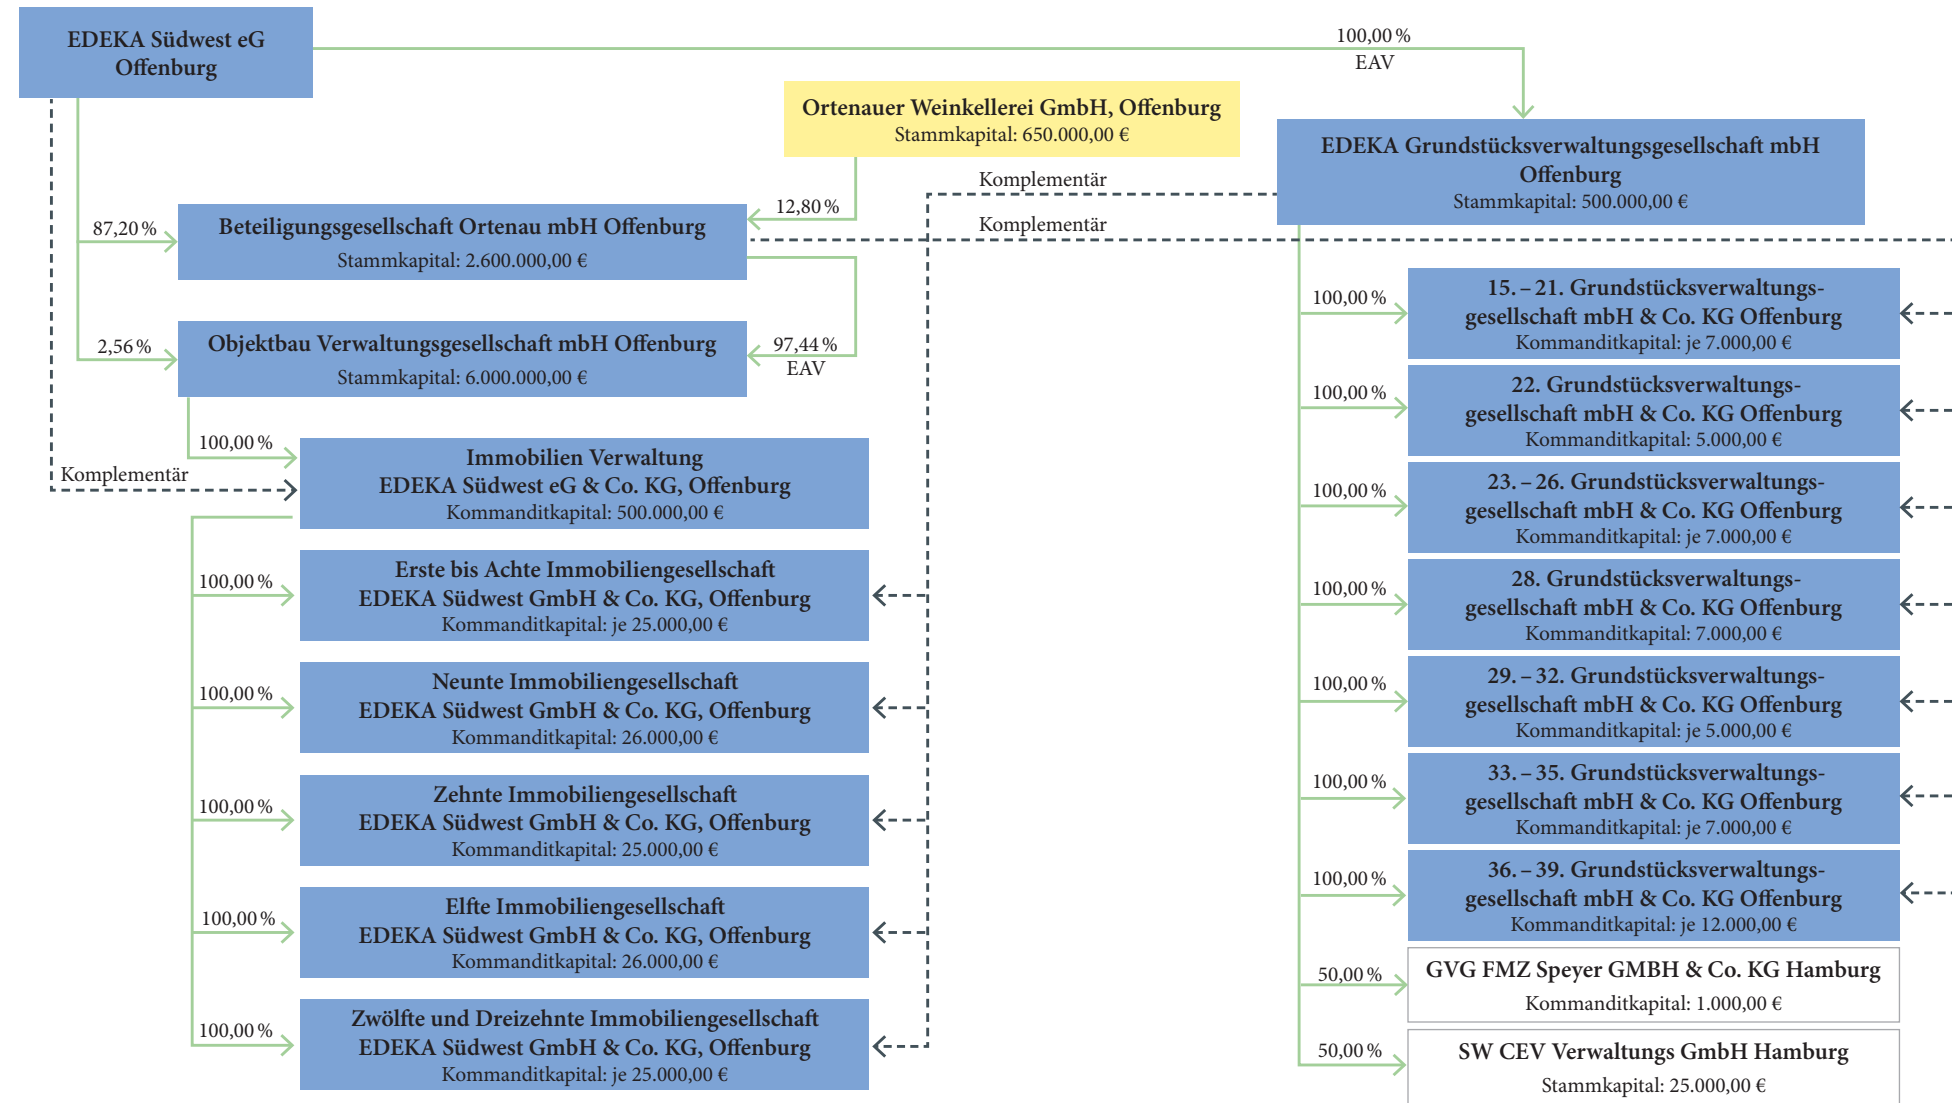 EDEKA Südwest eG
Offenburg
100,00 %
EAV
Ortenauer Weinkellerei GmbH, Offenburg
Stammkapital: 650.000,00 €
EDEKA Grundstücksverwaltungsgesellschaft mbH
Offenburg
Stammkapital: 500.000,00 €
Komplementär
Komplementär
12,80 %
87,20 %
Beteiligungsgesellschaft Ortenau mbH Offenburg
Stammkapital: 2.600.000,00 €
2,56 %
Objektbau Verwaltungsgesellschaft mbH Offenburg
Stammkapital: 6.000.000,00 €
97,44 %
EAV
100,00 %
Komplementär
Immobilien Verwaltung
EDEKA Südwest eG & Co. KG, Offenburg
Kommanditkapital: 500.000,00 €
100,00 %
Erste bis Achte Immobiliengesellschaft
EDEKA Südwest GmbH & Co. KG, Offenburg
Kommanditkapital: je 25.000,00 €
100,00 %
Neunte Immobiliengesellschaft
EDEKA Südwest GmbH & Co. KG, Offenburg
Kommanditkapital: 26.000,00 €
100,00 %
Zehnte Immobiliengesellschaft
EDEKA Südwest GmbH & Co. KG, Offenburg
Kommanditkapital: 25.000,00 €
100,00 %
Elfte Immobiliengesellschaft
EDEKA Südwest GmbH & Co. KG, Offenburg
Kommanditkapital: 26.000,00 €
100,00 %
Zwölfte und Dreizehnte Immobiliengesellschaft
EDEKA Südwest GmbH & Co. KG, Offenburg
Kommanditkapital: je 25.000,00 €
100,00 %
15. – 21. Grundstücksverwaltungs-
gesellschaft mbH & Co. KG Offenburg
Kommanditkapital: je 7.000,00 €
100,00 %
22. Grundstücksverwaltungs-
gesellschaft mbH & Co. KG Offenburg
Kommanditkapital: 5.000,00 €
100,00 %
23. – 26. Grundstücksverwaltungs-
gesellschaft mbH & Co. KG Offenburg
Kommanditkapital: je 7.000,00 €
100,00 %
28. Grundstücksverwaltungs-
gesellschaft mbH & Co. KG Offenburg
Kommanditkapital: 7.000,00 €
100,00 %
29. – 32. Grundstücksverwaltungs-
gesellschaft mbH & Co. KG Offenburg
Kommanditkapital: je 5.000,00 €
100,00 %
33. – 35. Grundstücksverwaltungs-
gesellschaft mbH & Co. KG Offenburg
Kommanditkapital: je 7.000,00 €
100,00 %
36. – 39. Grundstücksverwaltungs-
gesellschaft mbH & Co. KG Offenburg
Kommanditkapital: je 12.000,00 €
50,00 %
GVG FMZ Speyer GMBH & Co. KG Hamburg
Kommanditkapital: 1.000,00 €
50,00 %
SW CEV Verwaltungs GmbH Hamburg
Stammkapital: 25.000,00 €